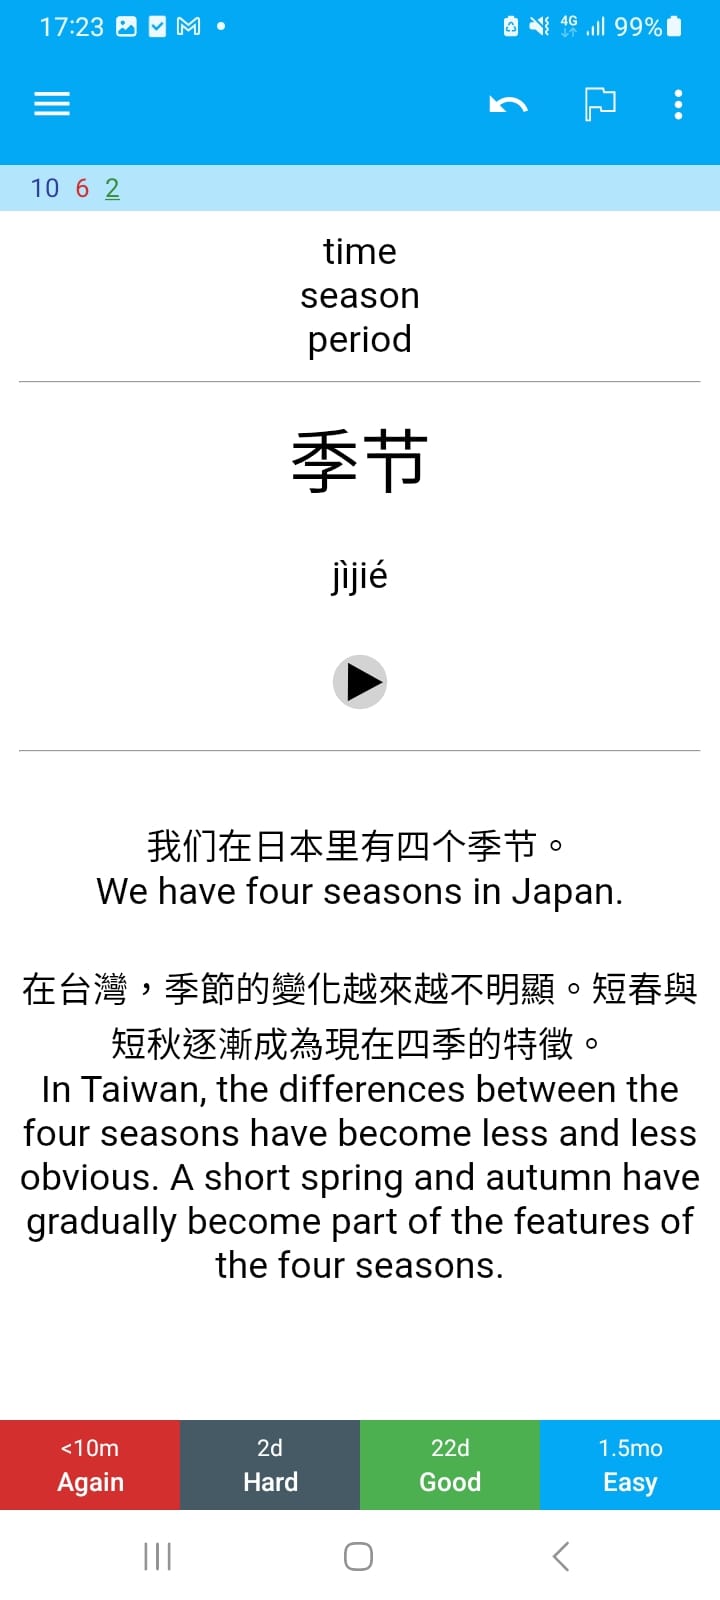 17:23 4G 99%
10 6 2
time
season
period
季节
jìjié
我们在日本里有四个季节。
We have four seasons in Japan.
在台灣，季節的變化越來越不明顯。短春與
短秋逐漸成為現在四季的特徵。
In Taiwan, the differences between the
four seasons have become less and less
obvious. A short spring and autumn have
gradually become part of the features of
the four seasons.
<10m 2d 22d 1.5mo
Again Hard Good Easy